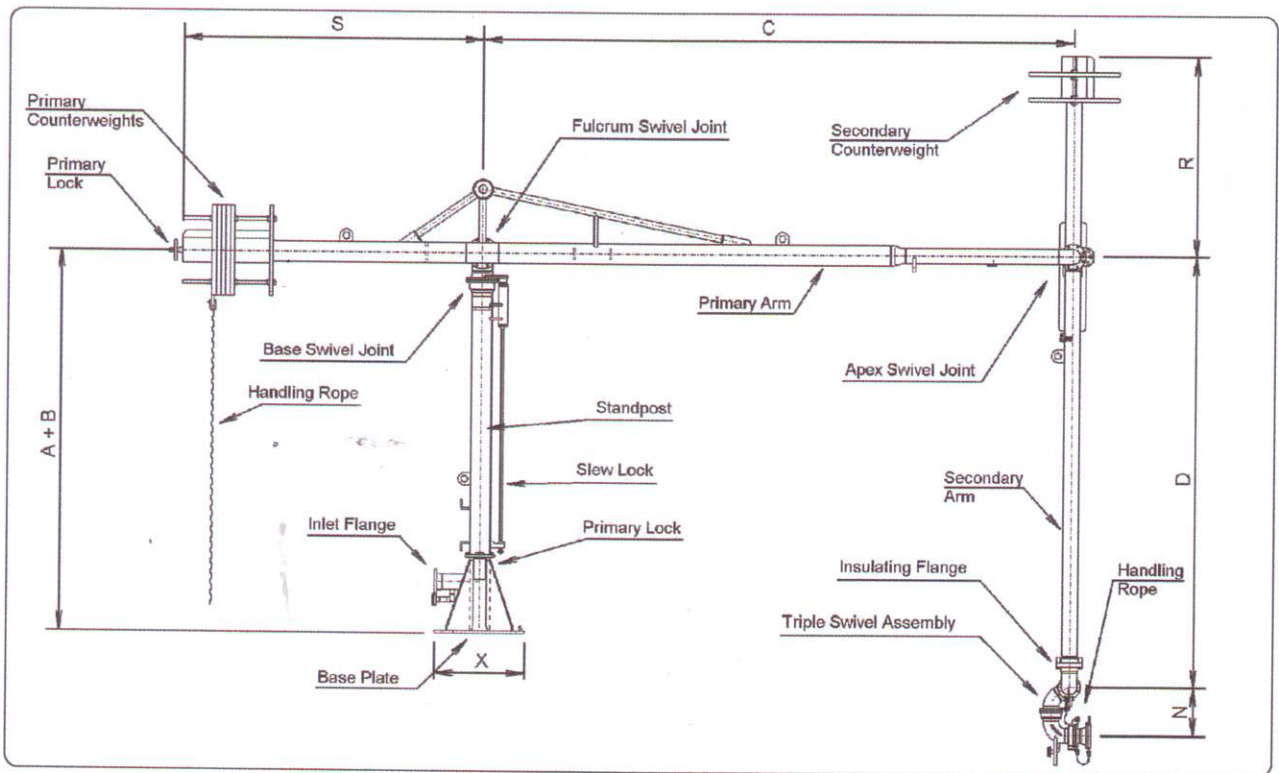 S
C
Primary
Counterweights
Fulcrum Swivel Joint
Secondary
Counterweight
R
Primary
Lock
Primary Arm
Base Swivel Joint
Apex Swivel Joint
Handling Rope
A + B
Standpost
Slew Lock
Secondary
Arm
D
Inlet Flange
Primary Lock
Insulating Flange
Handling
Rope
Triple Swivel Assembly
X
Base Plate
N